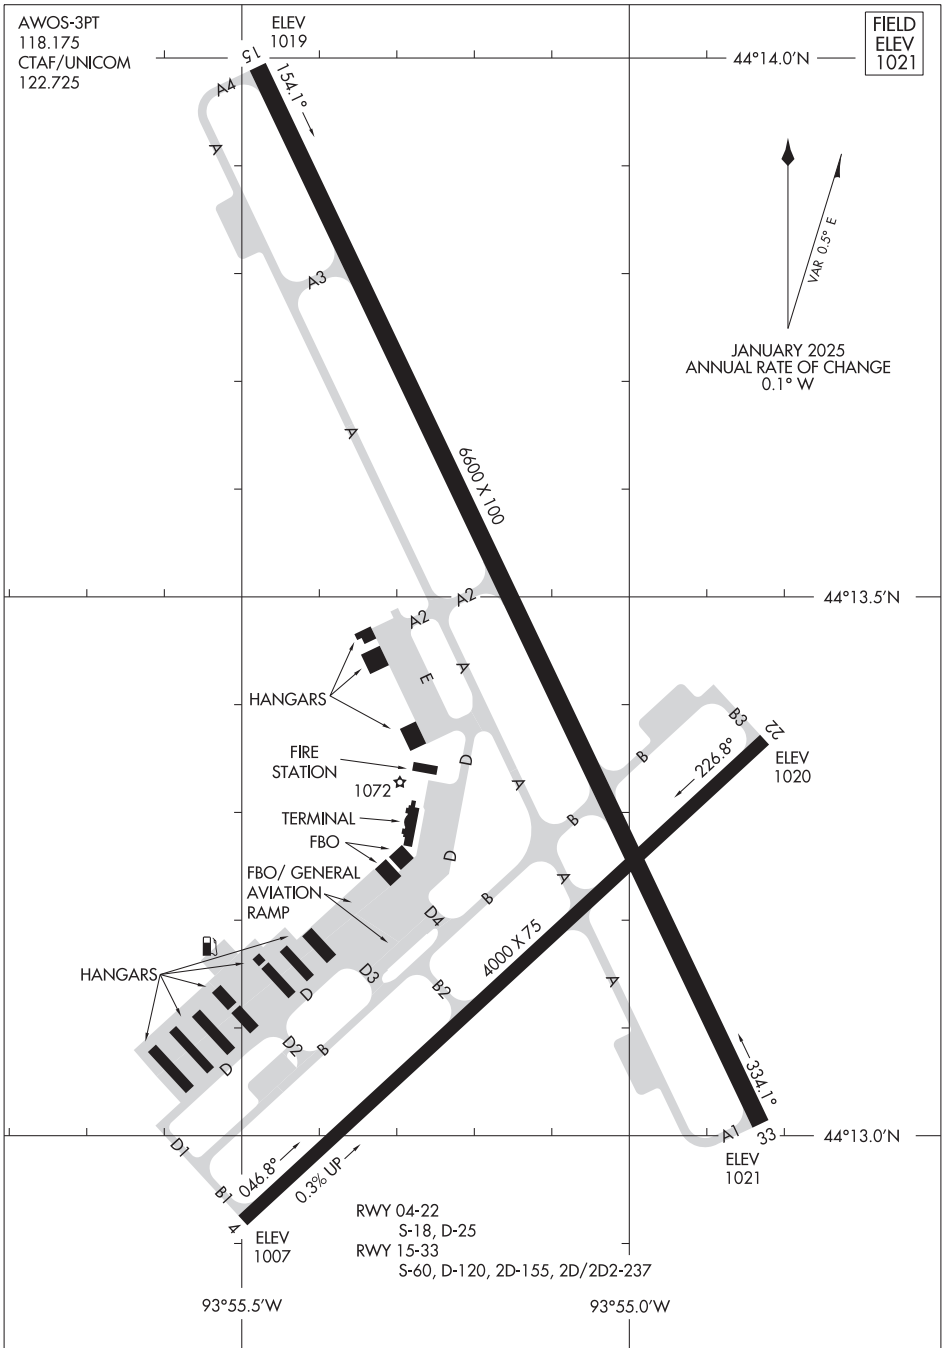 AWOS-3PT
118.175
CTAF/UNICOM
122.725
ELEV
1019
FIELD
ELEV
1021
15
154.1°
44°14.0'N
A4
A
VAR 0.5° E
A3
JANUARY 2025
ANNUAL RATE OF CHANGE
0.1° W
A
6600 X 100
44°13.5'N
A2
A2
A
E
HANGARS
B3
22
FIRE
STATION
D
B
226.8°
ELEV
1020
1072
A
TERMINAL
B
FBO
D
FBO/ GENERAL
AVIATION
RAMP
A
B
D4
4000 X 75
HANGARS
D3
B2
A
D
D2
B
D
334.1°
A1
33
44°13.0'N
D1
ELEV
1021
046.8°
0.3% UP
B1
4
ELEV
1007
RWY 04-22
S-18, D-25
RWY 15-33
S-60, D-120, 2D-155, 2D/2D2-237
93°55.5'W
93°55.0'W